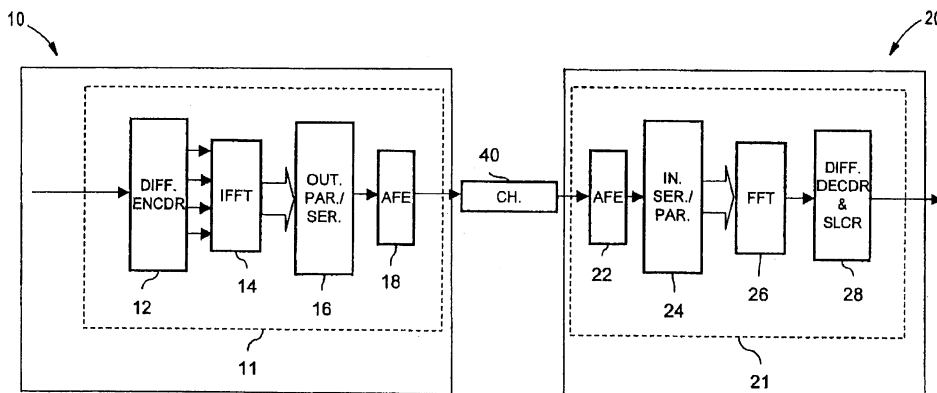 10
20
DIFF.
ENCDR
IFFT
OUT.
PAR./
SER.
AFE
40
CH.
AFE
IN.
SER./
PAR.
FFT
DIFF.
DECDR
&
SLCR
12
14
16
18
22
24
26
28
11
21